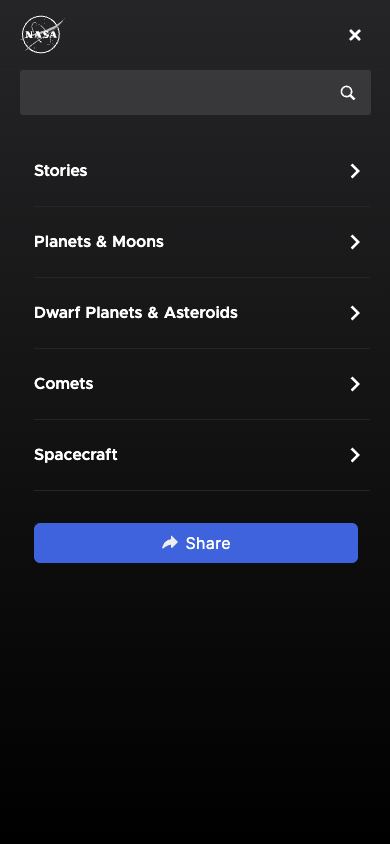 NASA
Stories
Planets & Moons
Dwarf Planets & Asteroids
Comets
Spacecraft
Share